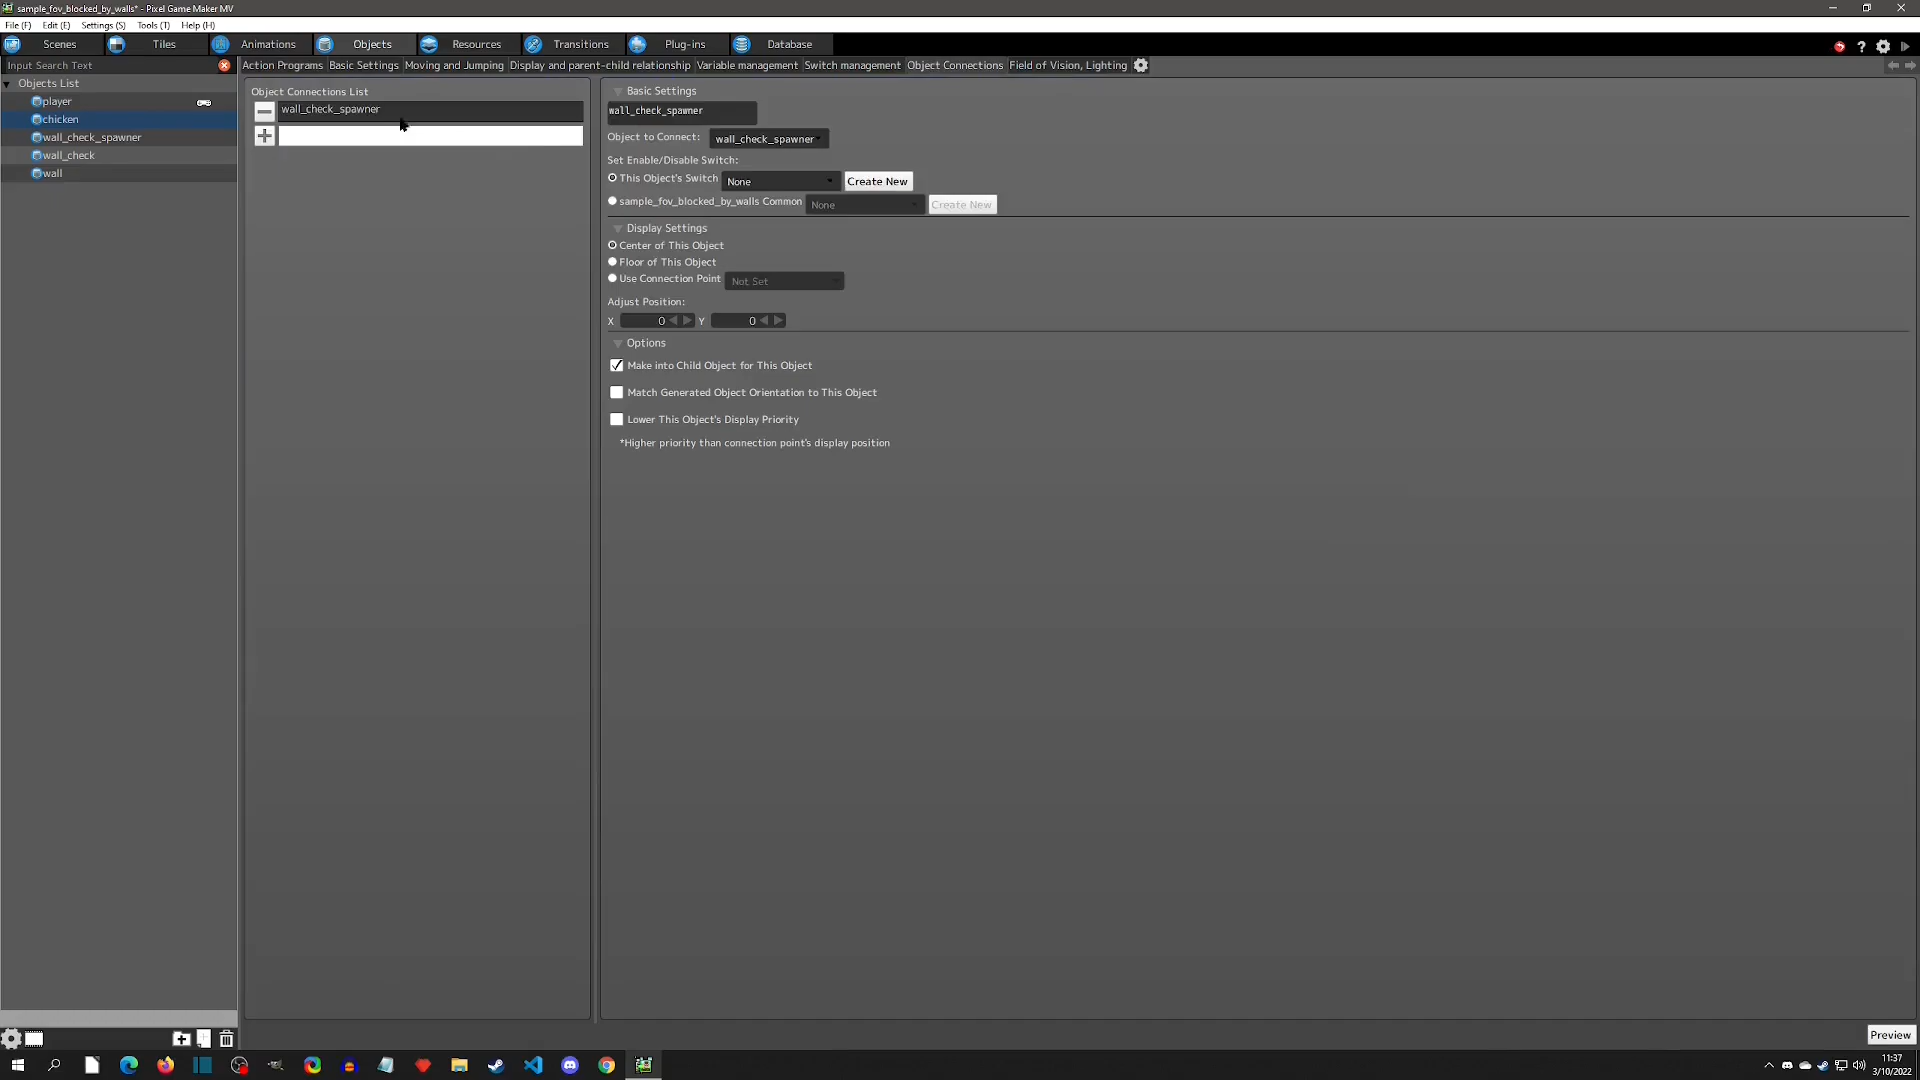 sample_fov_blocked_by_walls* - Pixel Game Maker MV
File (F) Edit (E) Settings (S) Tools (T) Help (H)
Scenes Tiles Animations Objects Resources Transitions Plug-ins Database
Input Search Text
Action Programs Basic Settings Moving and Jumping Display and parent-child relationship Variable management Switch management Object Connections Field of Vision, Lighting
Objects List
player
chicken
wall_check_spawner
wall_check
wall
Object Connections List
wall_check_spawner
Basic Settings
wall_check_spawner
Object to Connect: wall_check_spawner
Set Enable/Disable Switch:
This Object's Switch None Create New
sample_fov_blocked_by_walls Common None Create New
Display Settings
Center of This Object
Floor of This Object
Use Connection Point Not Set
Adjust Position:
X 0 Y 0
Options
Make into Child Object for This Object
Match Generated Object Orientation to This Object
Lower This Object's Display Priority
*Higher priority than connection point's display position
Preview
11:37
3/10/2022